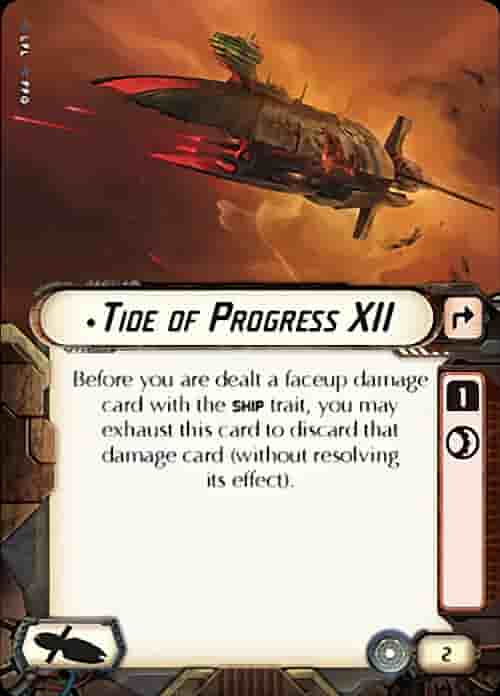 • TIDE OF PROGRESS XII
Before you are dealt a faceup damage
card with the SHIP trait, you may
exhaust this card to discard that
damage card (without resolving
its effect).
1
2